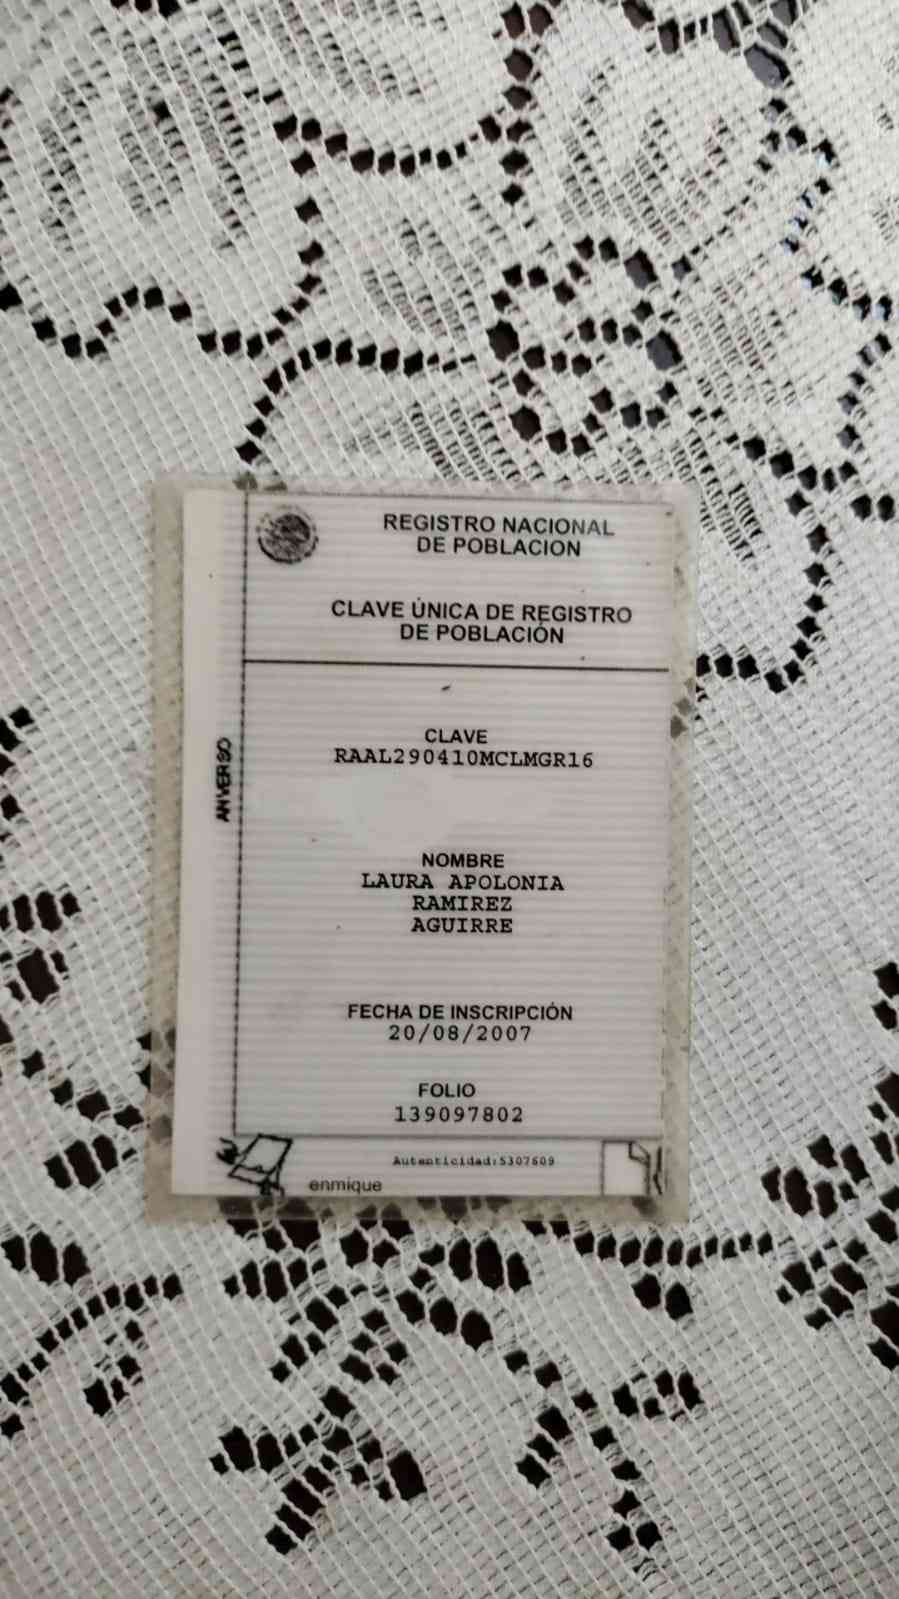 REGISTRO NACIONAL
DE POBLACION
CLAVE ÚNICA DE REGISTRO
DE POBLACIÓN
ANVERSO
CLAVE
RAAL290410MCLMGR16
NOMBRE
LAURA APOLONIA
RAMIREZ
AGUIRRE
FECHA DE INSCRIPCIÓN
20/08/2007
FOLIO
139097802
Autenticidad:5307609
enmique